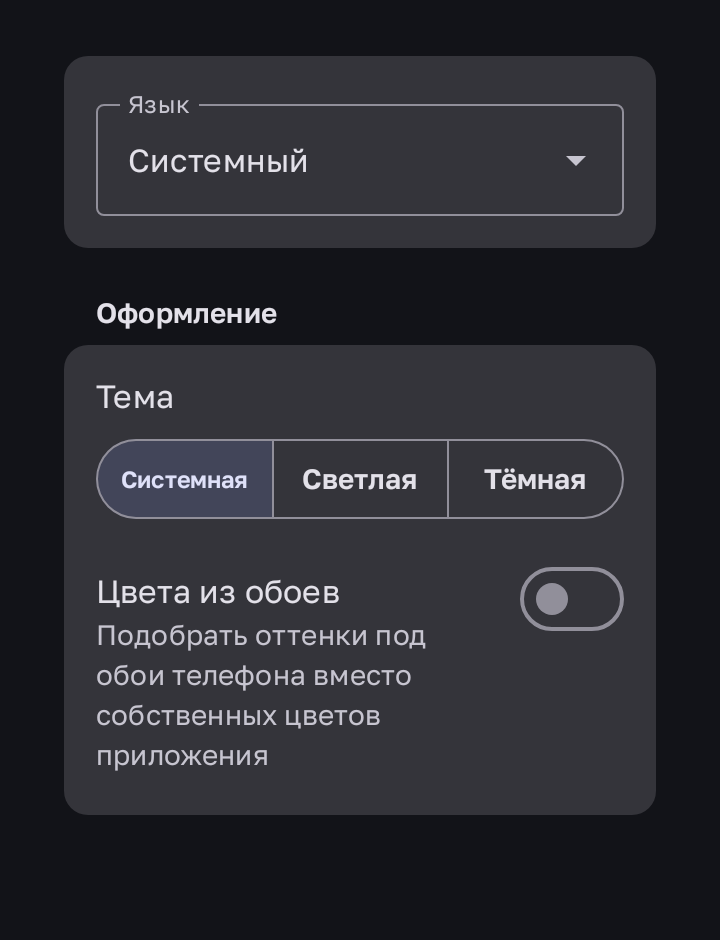 Язык
Системный
Оформление
Тема
Системная Светлая Тёмная
Цвета из обоев
Подобрать оттенки под
обои телефона вместо
собственных цветов
приложения